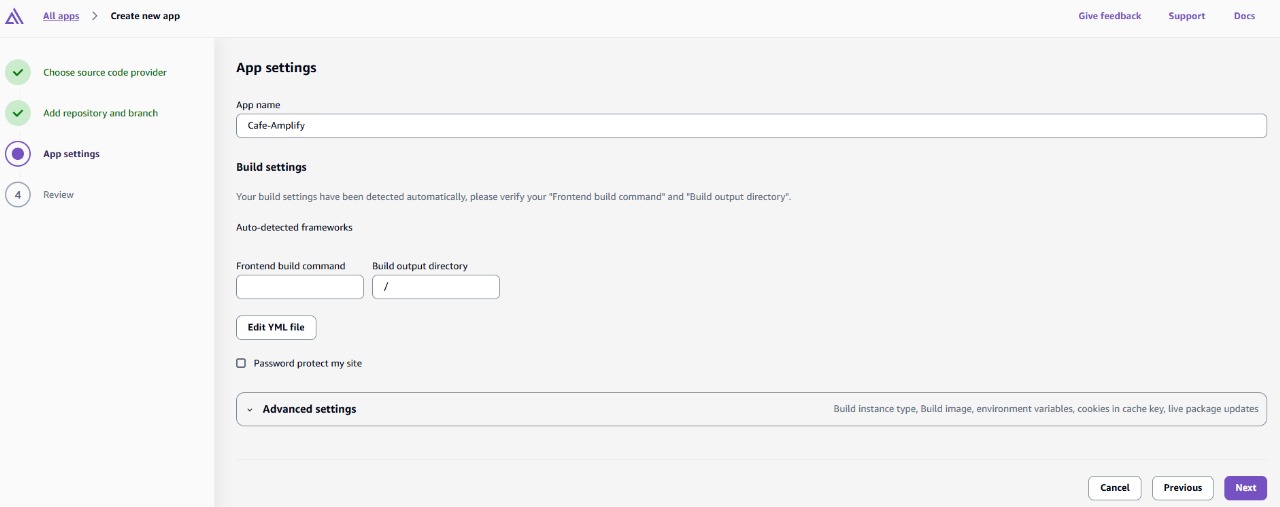 All apps > Create new app
Give feedback Support Docs
Choose source code provider
Add repository and branch
App settings
4 Review
App settings
App name
Cafe-Amplify
Build settings
Your build settings have been detected automatically, please verify your "Frontend build command" and "Build output directory".
Auto-detected frameworks
Frontend build command Build output directory
/
Edit YML file
Password protect my site
Advanced settings Build instance type, Build image, environment variables, cookies in cache key, live package updates
Cancel Previous Next